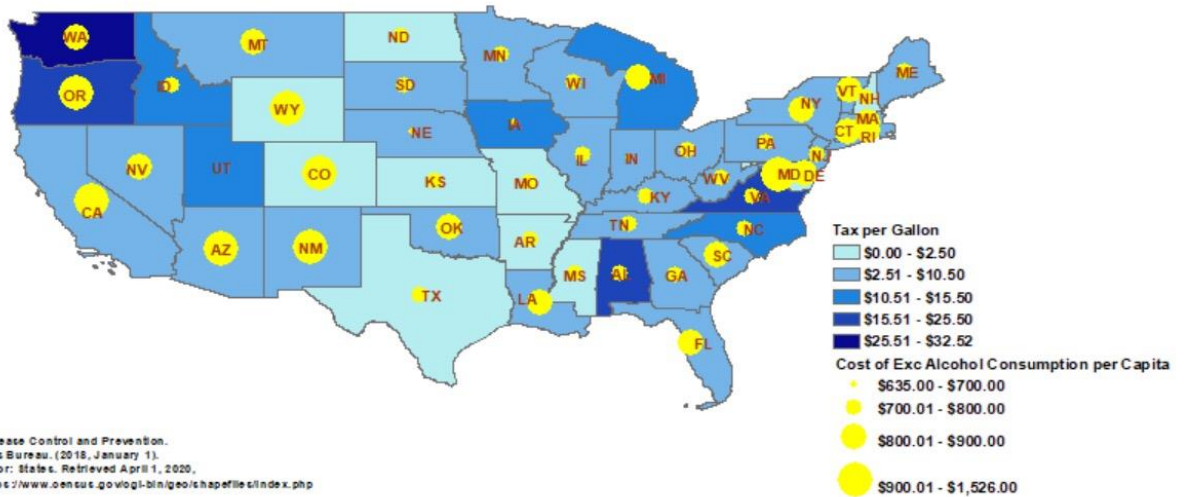 WA
MT
ND
MN
OR
ID
SD
WI
MI
ME
WY
VT
NH
NY
MA
CT
RI
NE
IA
PA
NJ
NV
UT
CO
IL
IN
OH
MD
DE
CA
KS
MO
WV
VA
KY
AZ
NM
OK
TN
NC
AR
SC
MS
AL
GA
TX
LA
FL
Tax per Gallon
$0.00 - $2.50
$2.51 - $10.50
$10.51 - $15.50
$15.51 - $25.50
$25.51 - $32.52
Cost of Exc Alcohol Consumption per Capita
$635.00 - $700.00
$700.01 - $800.00
$800.01 - $900.00
$900.01 - $1,526.00
ease Control and Prevention.
s Bureau. (2018, January 1).
or: States. Retrieved April 1, 2020,
os://www.census.gov/cgi-bin/geo/shapefiles/index.php